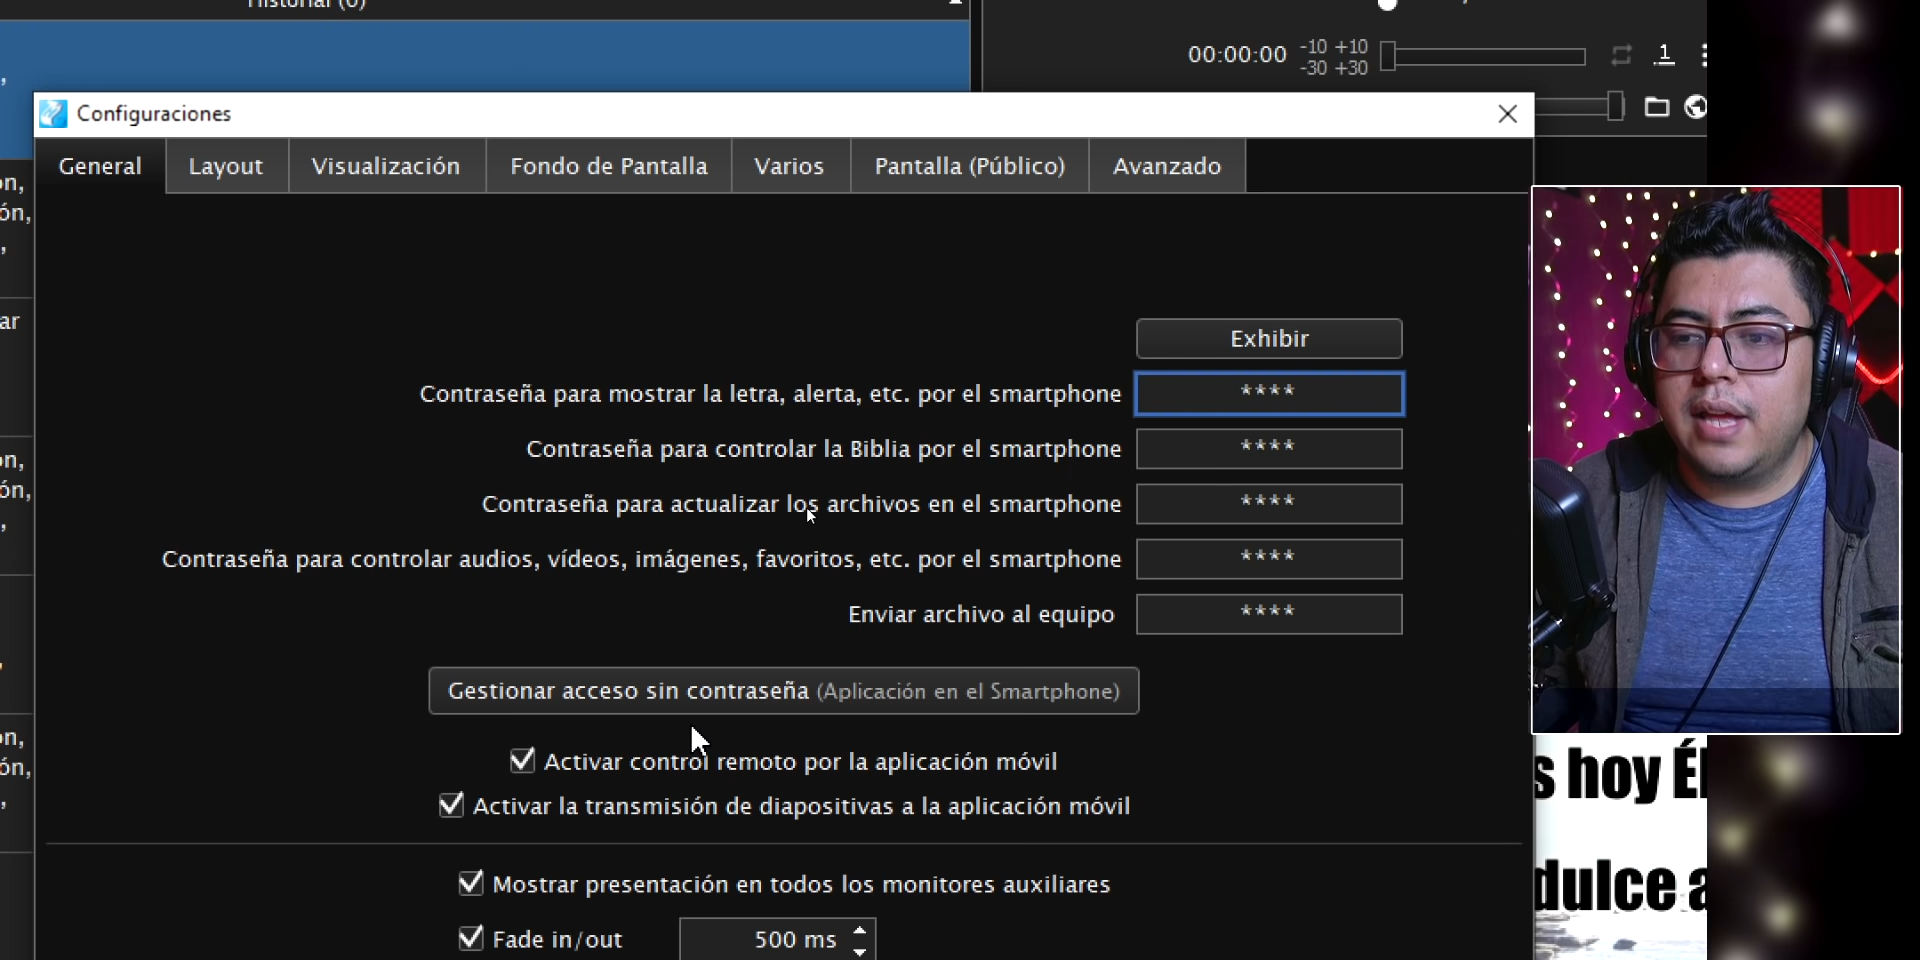 Historial (0)
00:00:00
-10 +10
-30 +30
1
Configuraciones
General
Layout
Visualización
Fondo de Pantalla
Varios
Pantalla (Público)
Avanzado
ón,
ar
ón,
ón,
Exhibir
Contraseña para mostrar la letra, alerta, etc. por el smartphone
****
Contraseña para controlar la Biblia por el smartphone
****
Contraseña para actualizar los archivos en el smartphone
****
Contraseña para controlar audios, vídeos, imágenes, favoritos, etc. por el smartphone
****
Enviar archivo al equipo
****
Gestionar acceso sin contraseña (Aplicación en el Smartphone)
Activar control remoto por la aplicación móvil
Activar la transmisión de diapositivas a la aplicación móvil
Mostrar presentación en todos los monitores auxiliares
Fade in/out
500 ms
s hoy Él
dulce a